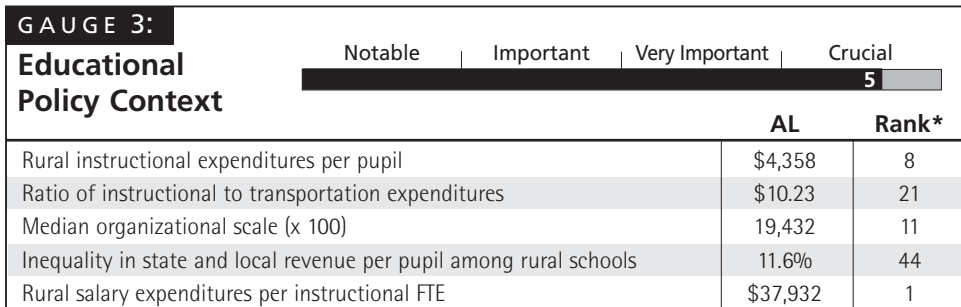 GAUGE 3:
Educational
Policy Context
Notable Important Very Important Crucial
5
AL Rank*
Rural instructional expenditures per pupil $4,358 8
Ratio of instructional to transportation expenditures $10.23 21
Median organizational scale (x 100) 19,432 11
Inequality in state and local revenue per pupil among rural schools 11.6% 44
Rural salary expenditures per instructional FTE $37,932 1